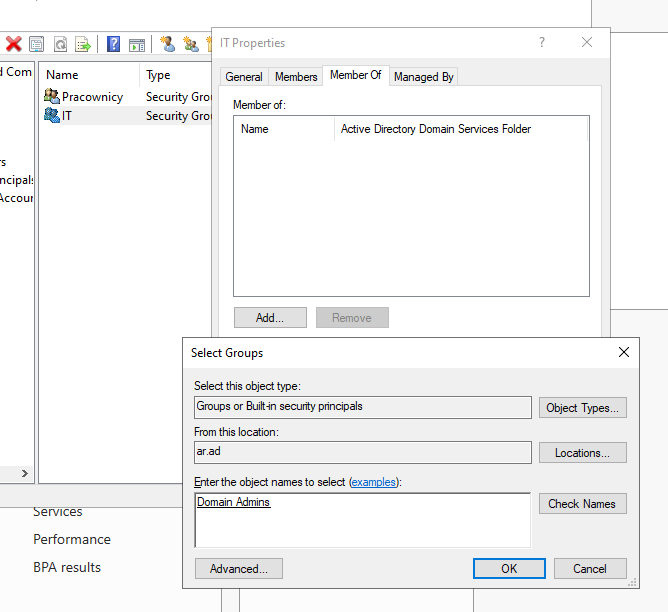 IT Properties
?
d Com
Name Type
General Members Member Of Managed By
Pracownicy Security Grou
Member of:
IT Security Grou
Name Active Directory Domain Services Folder
rs
ncipals
Accour
Add... Remove
Select Groups
Select this object type:
Groups or Built-in security principals
Object Types...
From this location:
ar.ad
Locations...
Enter the object names to select (examples):
Domain Admins
Check Names
Services
Performance
BPA results
Advanced... OK Cancel